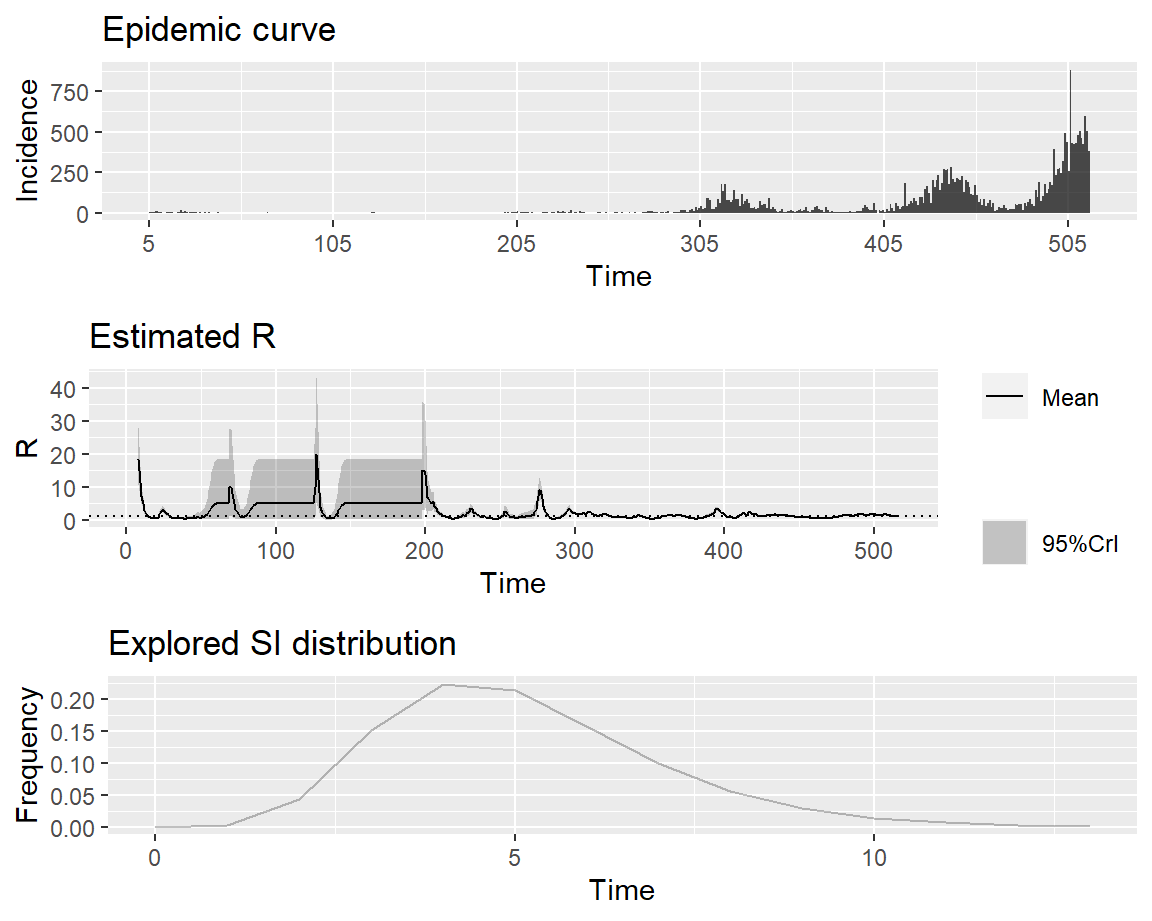 Epidemic curve
Incidence
750
500
250
0
5 105 205 305 405 505
Time
Estimated R
R
40
30
20
10
0
0 100 200 300 400 500
Time
Mean
95%CrI
Explored SI distribution
Frequency
0.20
0.15
0.10
0.05
0.00
0 5 10
Time